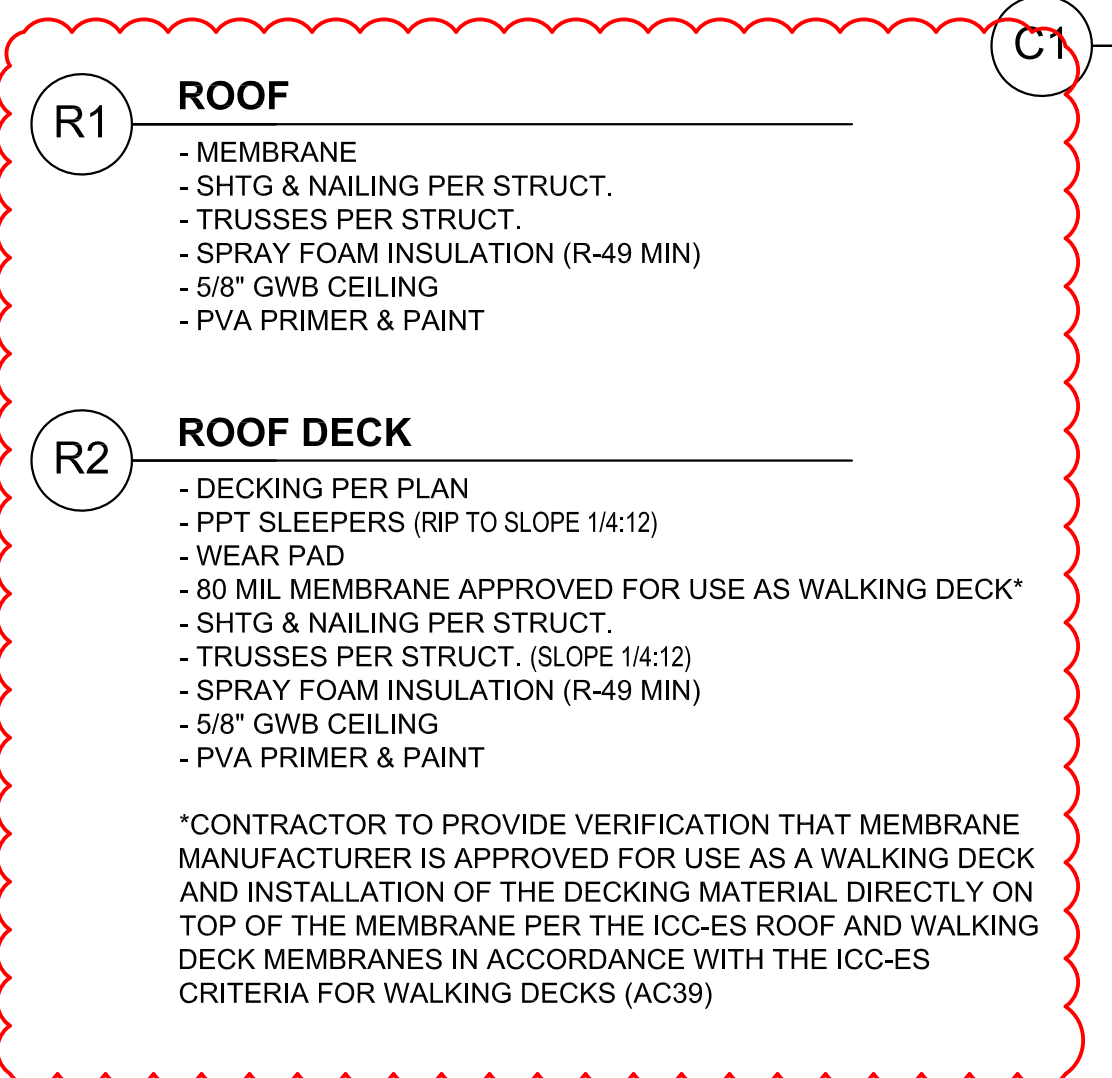 C1
R1
ROOF
- MEMBRANE
- SHTG & NAILING PER STRUCT.
- TRUSSES PER STRUCT.
- SPRAY FOAM INSULATION (R-49 MIN)
- 5/8" GWB CEILING
- PVA PRIMER & PAINT
R2
ROOF DECK
- DECKING PER PLAN
- PPT SLEEPERS (RIP TO SLOPE 1/4:12)
- WEAR PAD
- 80 MIL MEMBRANE APPROVED FOR USE AS WALKING DECK*
- SHTG & NAILING PER STRUCT.
- TRUSSES PER STRUCT. (SLOPE 1/4:12)
- SPRAY FOAM INSULATION (R-49 MIN)
- 5/8" GWB CEILING
- PVA PRIMER & PAINT
*CONTRACTOR TO PROVIDE VERIFICATION THAT MEMBRANE
MANUFACTURER IS APPROVED FOR USE AS A WALKING DECK
AND INSTALLATION OF THE DECKING MATERIAL DIRECTLY ON
TOP OF THE MEMBRANE PER THE ICC-ES ROOF AND WALKING
DECK MEMBRANES IN ACCORDANCE WITH THE ICC-ES
CRITERIA FOR WALKING DECKS (AC39)